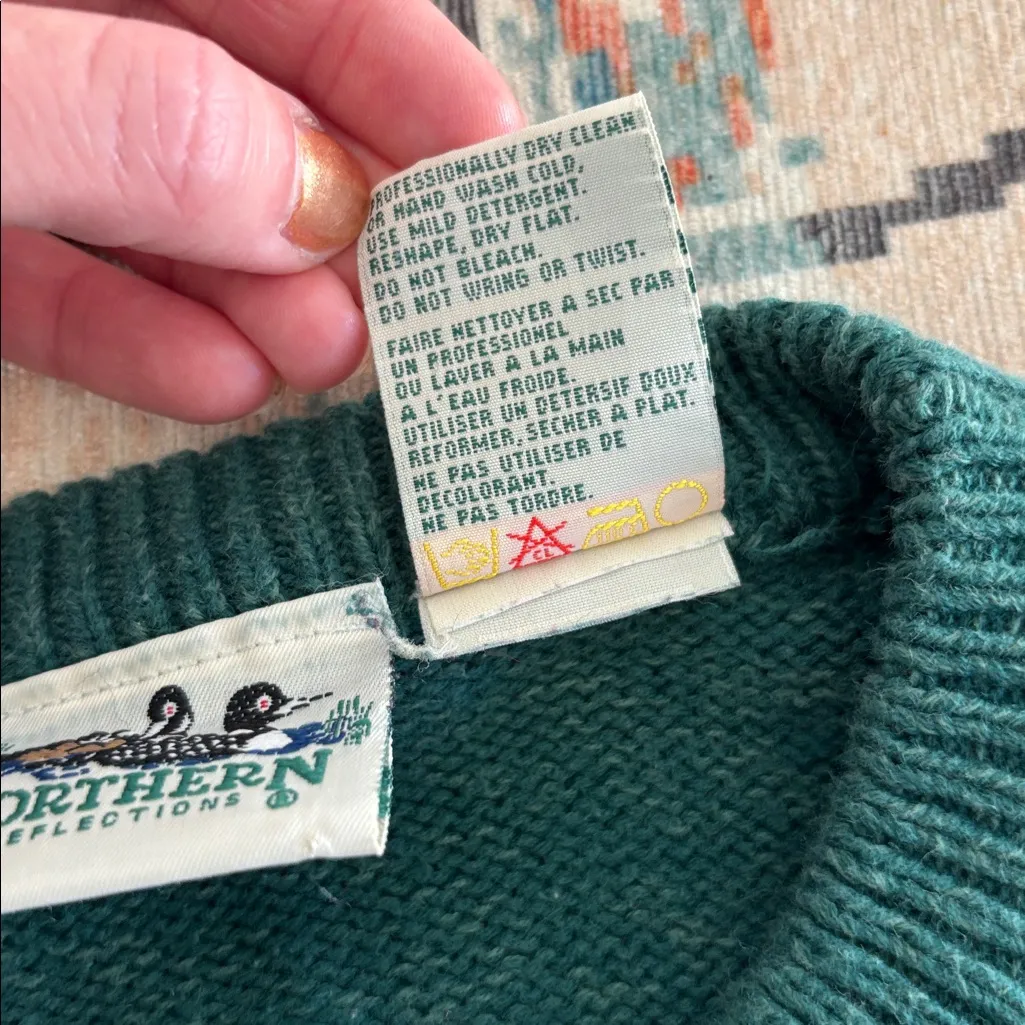 PROFESSIONALLY DRY CLEAN
OR HAND WASH COLD,
USE MILD DETERGENT.
RESHAPE, DRY FLAT.
DO NOT BLEACH.
DO NOT WRING OR TWIST.
FAIRE NETTOYER A SEC PAR
UN PROFESSIONEL
OU LAVER A LA MAIN
A L'EAU FROIDE.
UTILISER UN DETERSIF DOUX.
REFORMER, SECHER A PLAT.
NE PAS UTILISER DE
DECOLORANT.
NE PAS TORDRE.
CL
ORTHERN
EFLECTIONS ®